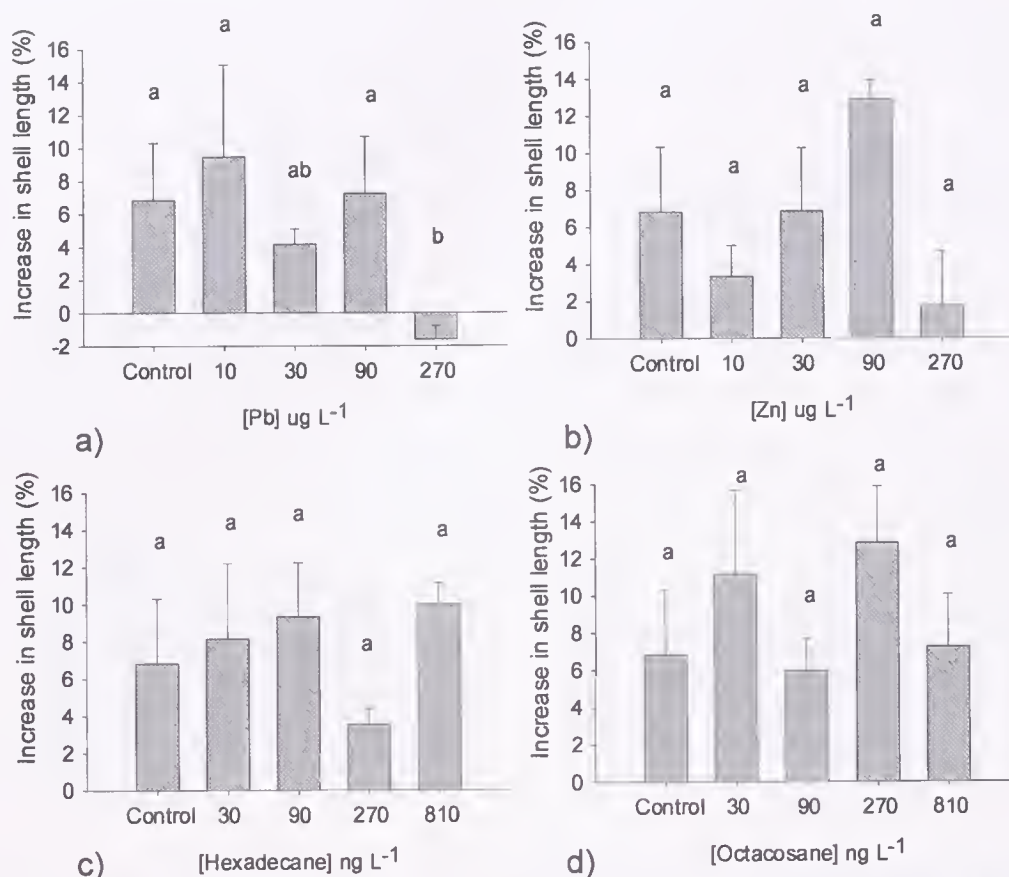 Increase in shell length (%)
16
14
12
10
8
6
4
2
0
-2
a
a
ab
a
b
Control 10 30 90 270
[Pb] ug L-1
a)
Increase in shell length (%)
16
14
12
10
8
6
4
2
0
a
a
a
a
a
Control 10 30 90 270
[Zn] ug L-1
b)
Increase in shell length (%)
16
14
12
10
8
6
4
2
0
a
a
a
a
a
Control 30 90 270 810
[Hexadecane] ng L-1
c)
Increase in shell length (%)
16
14
12
10
8
6
4
2
0
a
a
a
a
a
Control 30 90 270 810
[Octacosane] ng L-1
d)